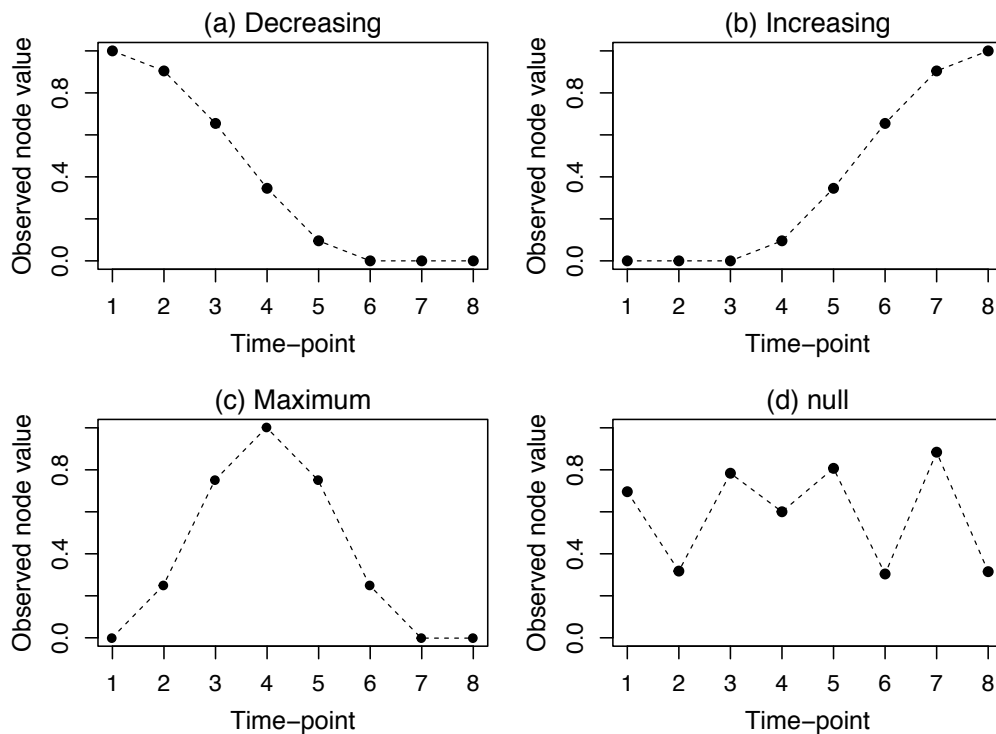 (a) Decreasing
Observed node value
0.0 0.4 0.8
1 2 3 4 5 6 7 8
Time−point
(b) Increasing
Observed node value
0.0 0.4 0.8
1 2 3 4 5 6 7 8
Time−point
(c) Maximum
Observed node value
0.0 0.4 0.8
1 2 3 4 5 6 7 8
Time−point
(d) null
Observed node value
0.0 0.4 0.8
1 2 3 4 5 6 7 8
Time−point